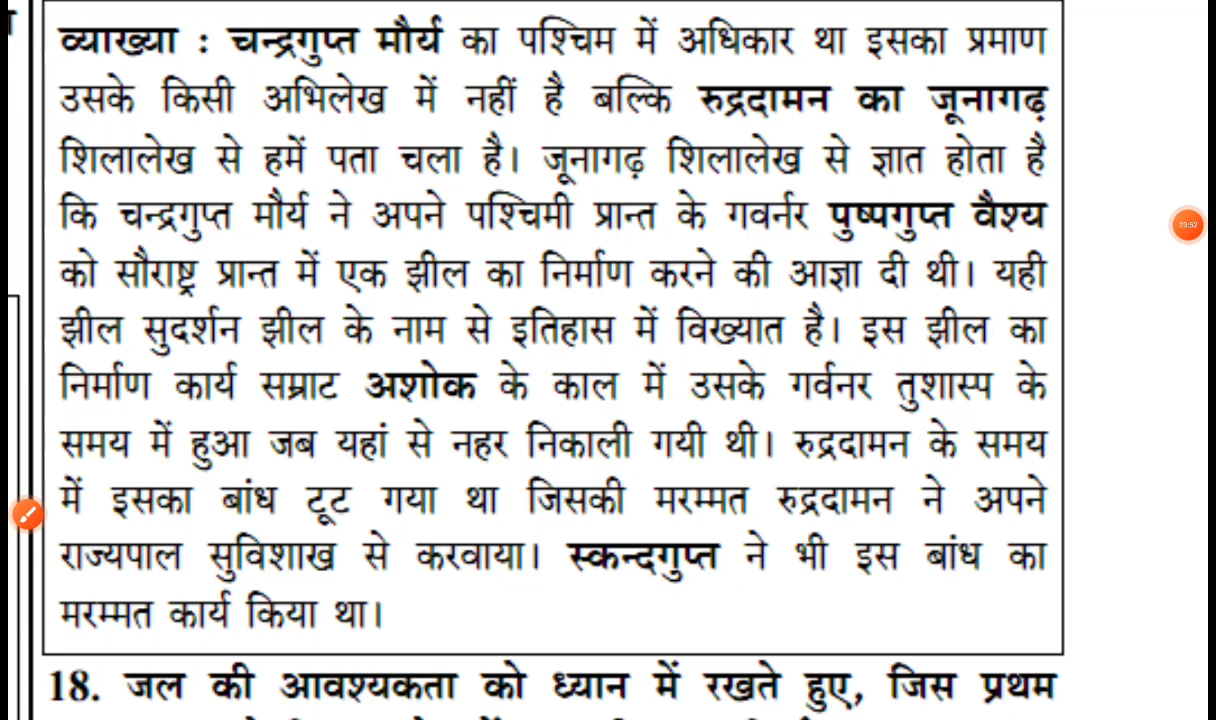 व्याख्या : चन्द्रगुप्त मौर्य का पश्चिम में अधिकार था इसका प्रमाण
उसके किसी अभिलेख में नहीं है बल्कि रुद्रदामन का जूनागढ़
शिलालेख से हमें पता चला है। जूनागढ़ शिलालेख से ज्ञात होता है
कि चन्द्रगुप्त मौर्य ने अपने पश्चिमी प्रान्त के गवर्नर पुष्पगुप्त वैश्य
को सौराष्ट्र प्रान्त में एक झील का निर्माण करने की आज्ञा दी थी। यही
झील सुदर्शन झील के नाम से इतिहास में विख्यात है। इस झील का
निर्माण कार्य सम्राट अशोक के काल में उसके गर्वनर तुशास्प के
समय में हुआ जब यहां से नहर निकाली गयी थी। रुद्रदामन के समय
में इसका बांध टूट गया था जिसकी मरम्मत रुद्रदामन ने अपने
राज्यपाल सुविशाख से करवाया। स्कन्दगुप्त ने भी इस बांध का
मरम्मत कार्य किया था।
18. जल की आवश्यकता को ध्यान में रखते हुए, जिस प्रथम
23:52